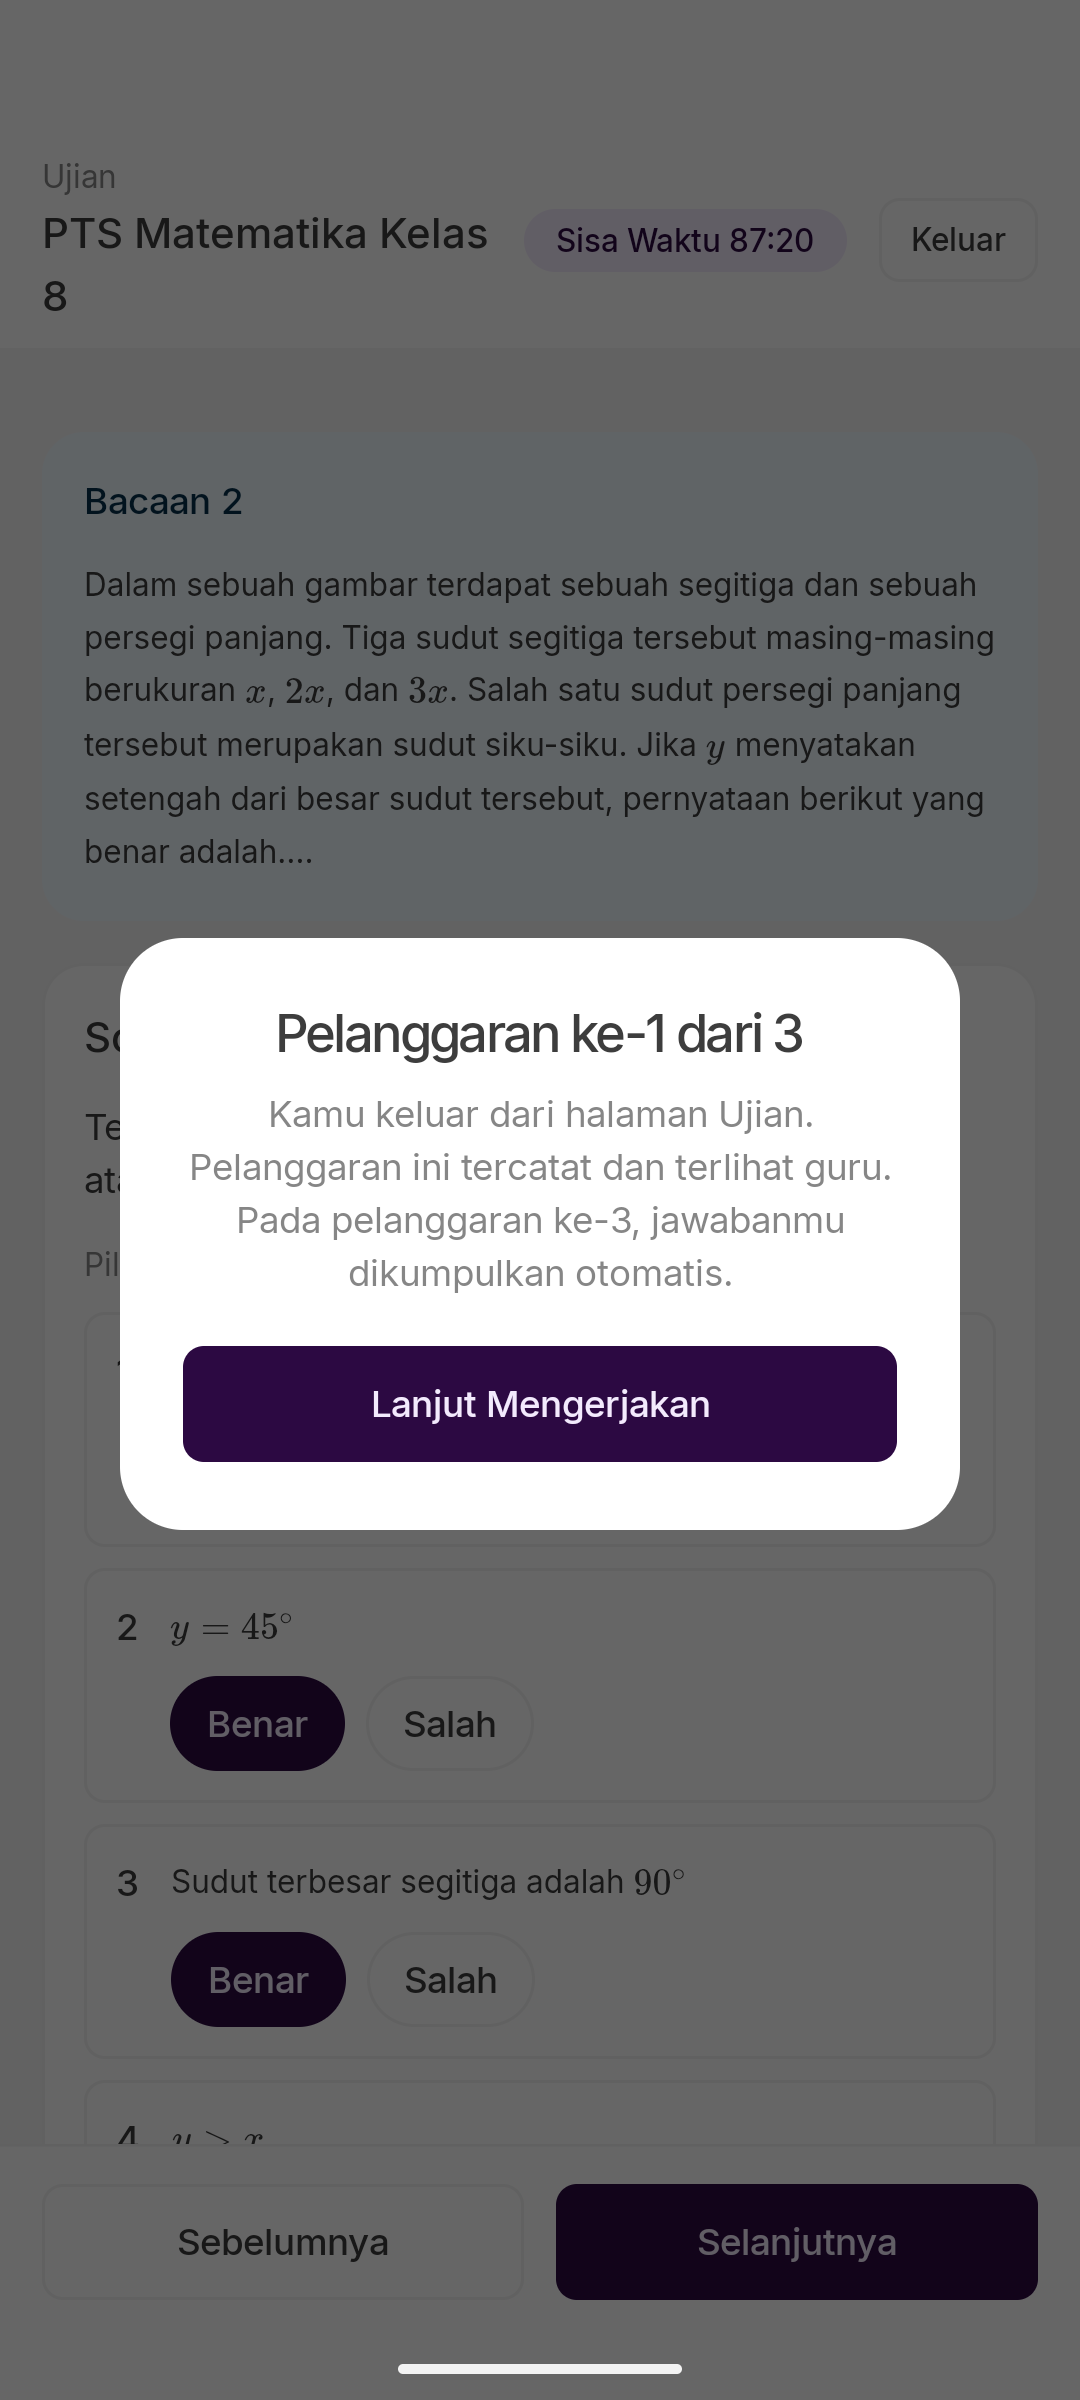 Ujian
PTS Matematika Kelas
8
Sisa Waktu 87:20
Keluar
Bacaan 2
Dalam sebuah gambar terdapat sebuah segitiga dan sebuah
persegi panjang. Tiga sudut segitiga tersebut masing-masing
berukuran x, 2x, dan 3x. Salah satu sudut persegi panjang
tersebut merupakan sudut siku-siku. Jika y menyatakan
setengah dari besar sudut tersebut, pernyataan berikut yang
benar adalah....
Pelanggaran ke-1 dari 3
Kamu keluar dari halaman Ujian.
Pelanggaran ini tercatat dan terlihat guru.
Pada pelanggaran ke-3, jawabanmu
dikumpulkan otomatis.
Lanjut Mengerjakan
2 y = 45°
Benar Salah
3 Sudut terbesar segitiga adalah 90°
Benar Salah
4 y > x
Sebelumnya
Selanjutnya